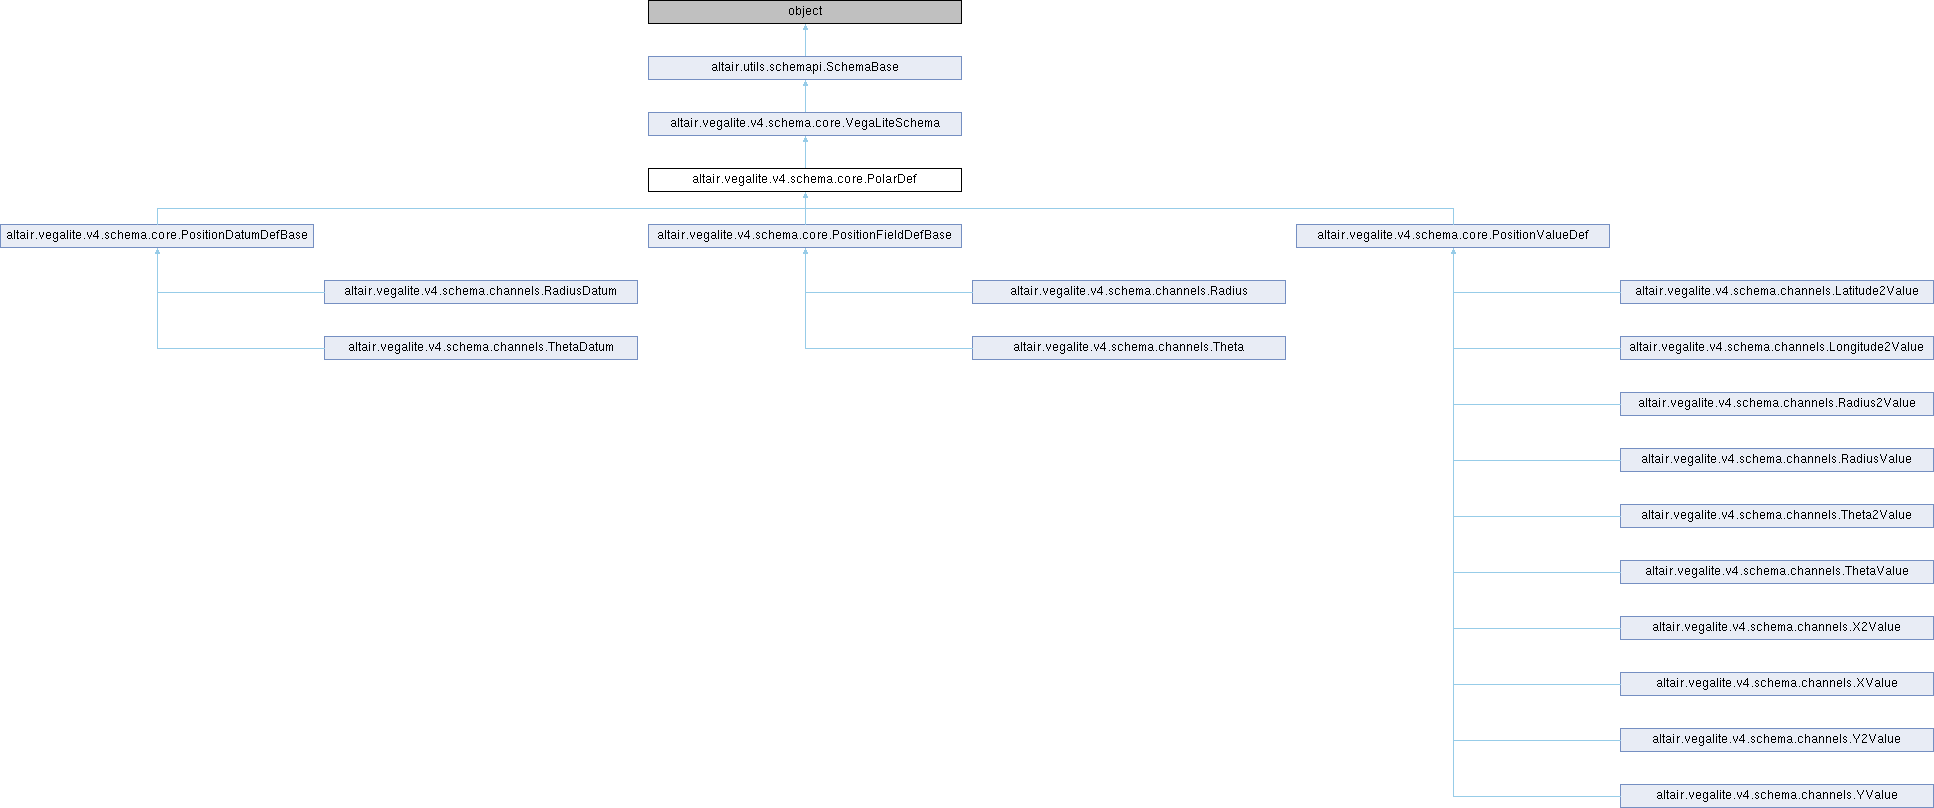 object
altair.utils.schemapi.SchemaBase
altair.vegalite.v4.schema.core.VegaLiteSchema
altair.vegalite.v4.schema.core.PolarDef
altair.vegalite.v4.schema.core.PositionDatumDefBase
altair.vegalite.v4.schema.core.PositionFieldDefBase
altair.vegalite.v4.schema.core.PositionValueDef
altair.vegalite.v4.schema.channels.RadiusDatum
altair.vegalite.v4.schema.channels.Radius
altair.vegalite.v4.schema.channels.Latitude2Value
altair.vegalite.v4.schema.channels.ThetaDatum
altair.vegalite.v4.schema.channels.Theta
altair.vegalite.v4.schema.channels.Longitude2Value
altair.vegalite.v4.schema.channels.Radius2Value
altair.vegalite.v4.schema.channels.RadiusValue
altair.vegalite.v4.schema.channels.Theta2Value
altair.vegalite.v4.schema.channels.ThetaValue
altair.vegalite.v4.schema.channels.X2Value
altair.vegalite.v4.schema.channels.XValue
altair.vegalite.v4.schema.channels.Y2Value
altair.vegalite.v4.schema.channels.YValue